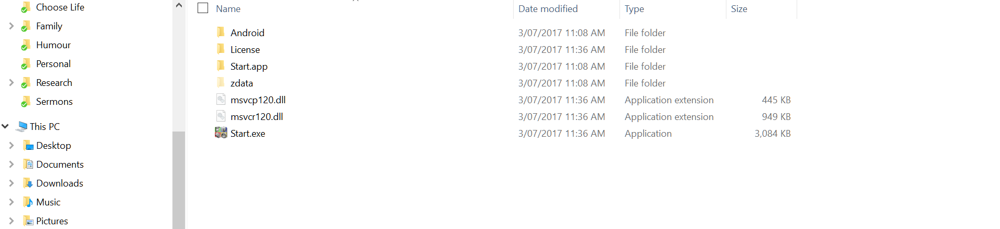 Choose Life
Family
Humour
Personal
Research
Sermons
This PC
Desktop
Documents
Downloads
Music
Pictures
Name Date modified Type Size
Android 3/07/2017 11:08 AM File folder
License 3/07/2017 11:36 AM File folder
Start.app 3/07/2017 11:08 AM File folder
zdata 3/07/2017 11:08 AM File folder
msvcp120.dll 3/07/2017 11:36 AM Application extension 445 KB
msvcr120.dll 3/07/2017 11:36 AM Application extension 949 KB
Start.exe 3/07/2017 11:36 AM Application 3,084 KB